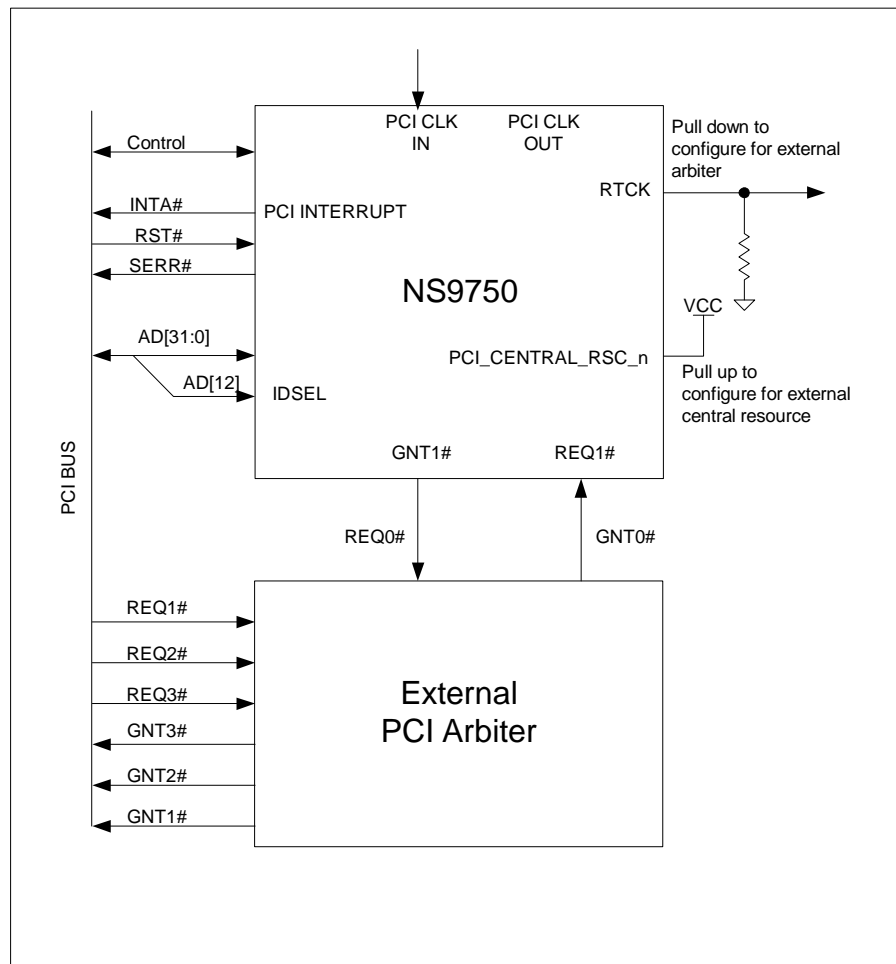 PCI CLK
IN
PCI CLK
OUT
Pull down to
configure for external
arbiter
Control
RTCK
INTA#
PCI INTERRUPT
RST#
SERR#
NS9750
VCC
AD[31:0]
PCI_CENTRAL_RSC_n
AD[12]
IDSEL
Pull up to
configure for external
central resource
PCI BUS
GNT1#
REQ1#
REQ0#
GNT0#
REQ1#
REQ2#
REQ3#
GNT3#
GNT2#
GNT1#
External
PCI Arbiter